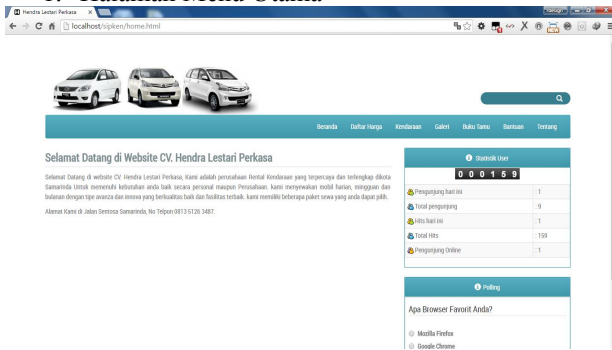 1. Halaman Menu Utama
Hendra Lestari Perkasa
Design
localhost/sipken/home.html
Beranda Daftar Harga Kendaraan Galeri Buku Tamu Bantuan Tentang
Selamat Datang di Website CV. Hendra Lestari Perkasa
Selamat Datang di website CV. Hendra Lestari Perkasa, Kami adalah perusahaan Rental Kendaraan yang terpercaya dan terlengkap dikota
Samarinda Untuk memenuhi kebutuhan anda baik secara personal maupun Perusahaan. kami menyewakan mobil harian, mingguan dan
bulanan dengan tipe avanza dan innova yang berkualitas baik dan fasilitas terbaik. kami memiliki beberapa paket sewa yang anda dapat pilih.
Alamat Kami di Jalan Sentosa Samarinda, No Telpon 0813 5126 3487.
Statistik User
0 0 0 1 5 9
Pengunjung hari ini : 1
Total pengunjung : 9
Hits hari ini : 1
Total Hits : 159
Pengunjung Online : 1
Polling
Apa Browser Favorit Anda?
Mozilla Firefox
Google Chrome